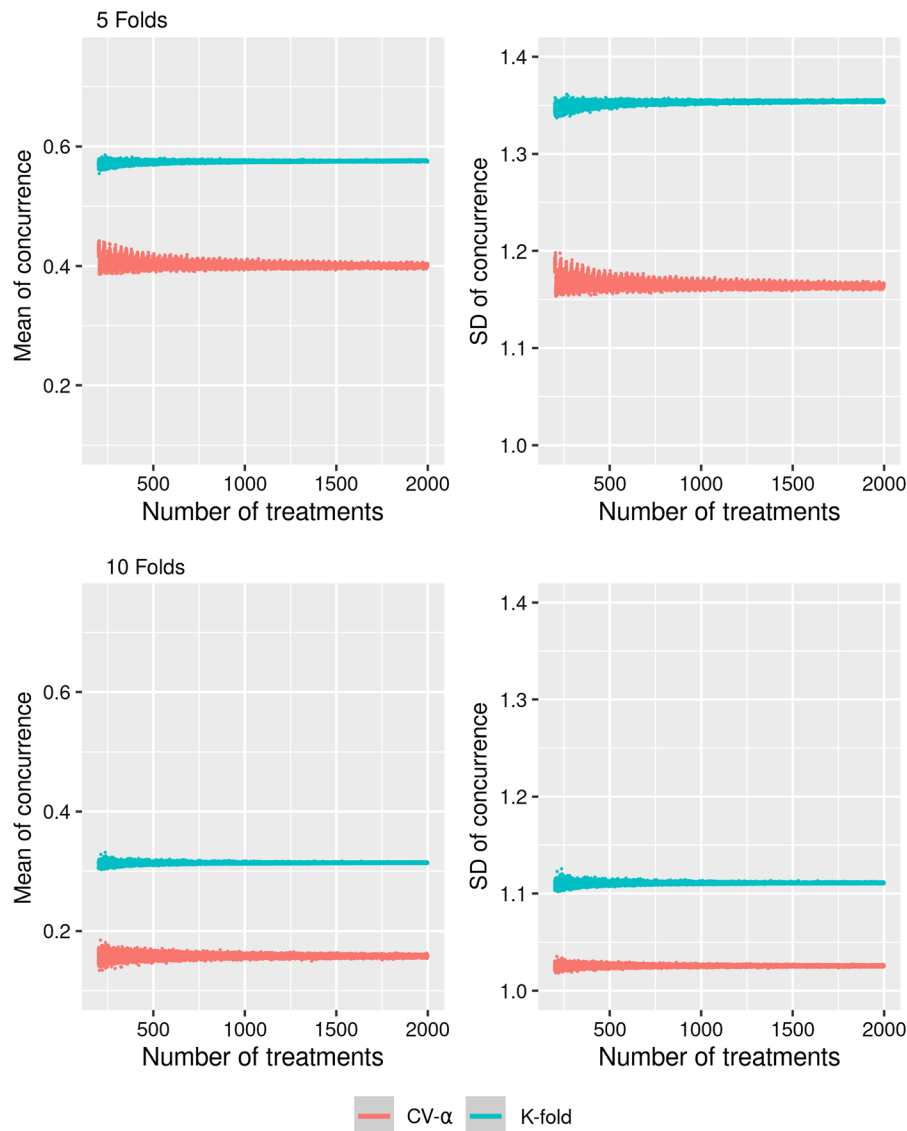 5 Folds
Mean of concurrence
0.6
0.4
0.2
500 1000 1500 2000
Number of treatments
SD of concurrence
1.4
1.3
1.2
1.1
1.0
500 1000 1500 2000
Number of treatments
10 Folds
Mean of concurrence
0.6
0.4
0.2
500 1000 1500 2000
Number of treatments
SD of concurrence
1.4
1.3
1.2
1.1
1.0
500 1000 1500 2000
Number of treatments
CV-α K-fold